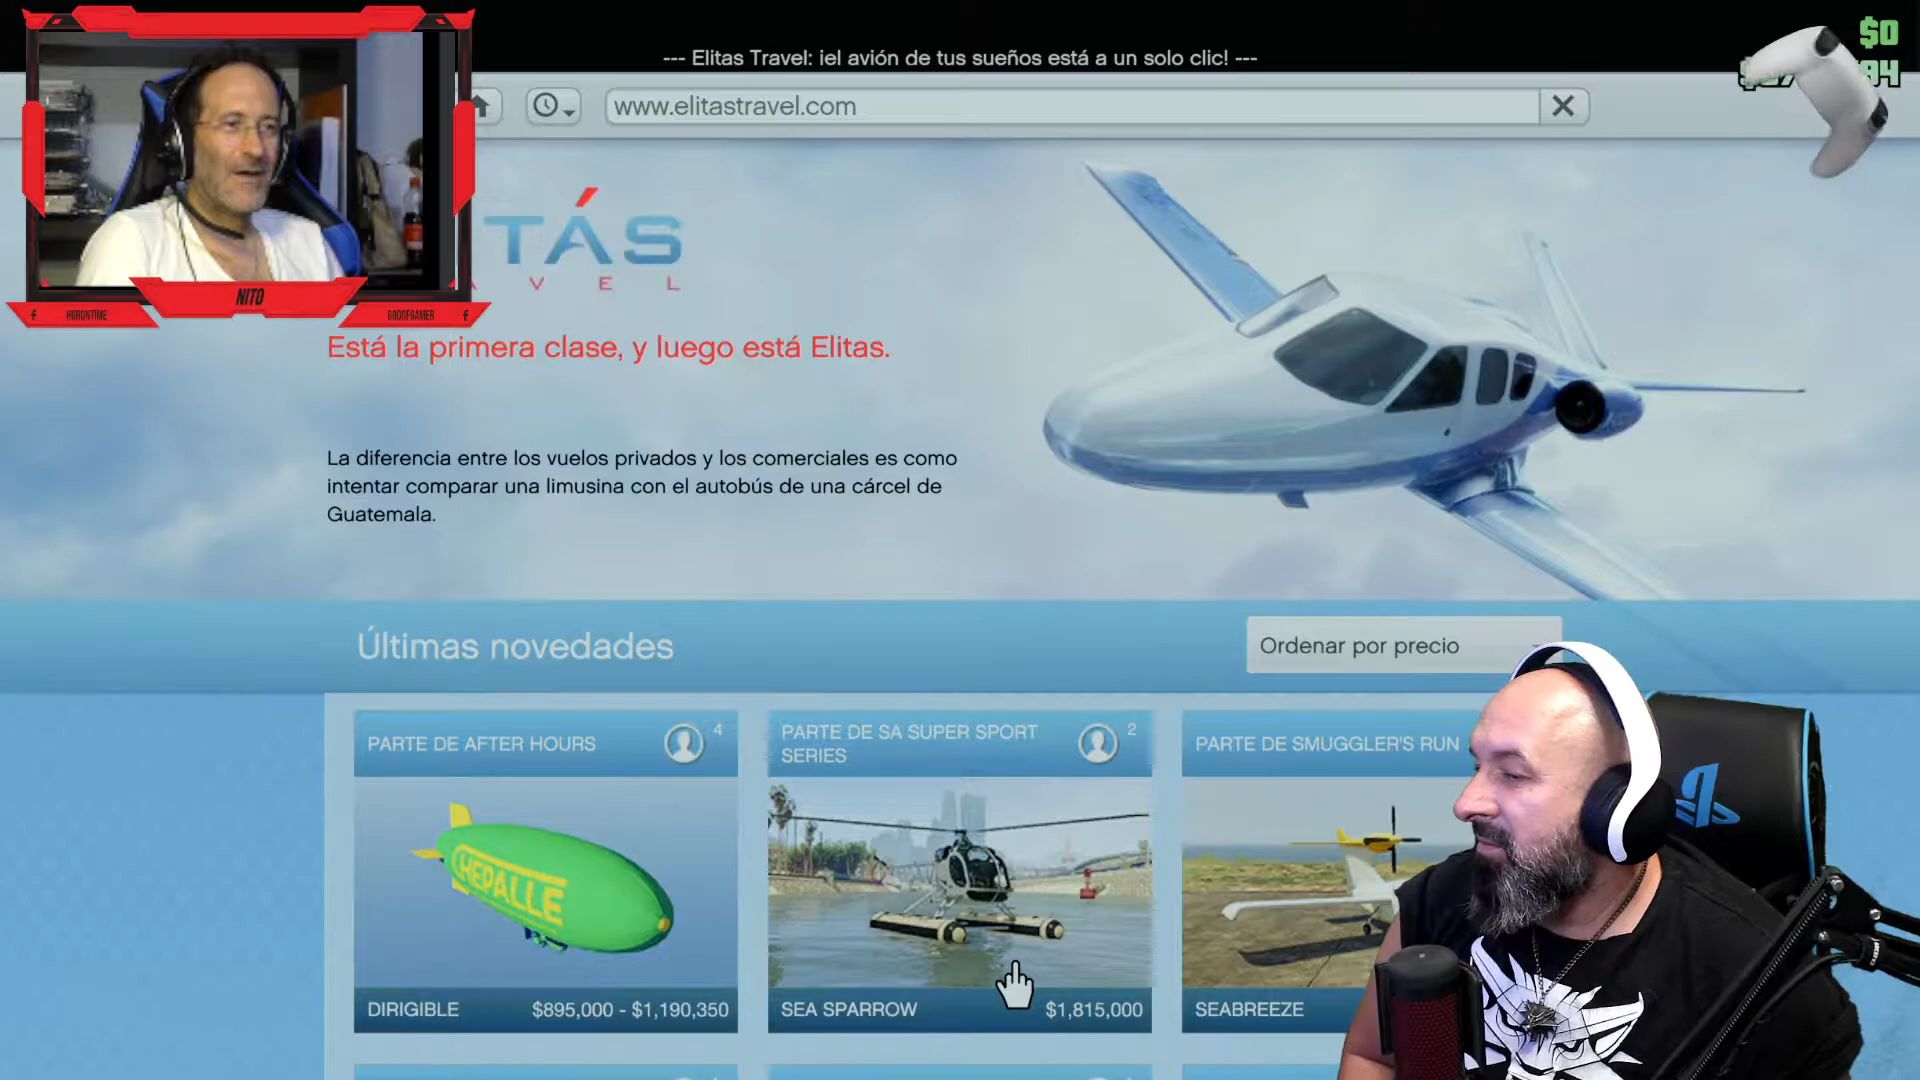 --- Elitas Travel: ¡el avión de tus sueños está a un solo clic! ---
$0
www.elitastravel.com
TÁS
VEL
NITO
HORONTIME
GODOFGAMER
Está la primera clase, y luego está Elitas.
La diferencia entre los vuelos privados y los comerciales es como
intentar comparar una limusina con el autobús de una cárcel de
Guatemala.
Últimas novedades
Ordenar por precio
PARTE DE AFTER HOURS
4
PARTE DE SA SUPER SPORT
SERIES
2
PARTE DE SMUGGLER'S RUN
HEPALLE
DIRIGIBLE
$895,000 - $1,190,350
SEA SPARROW
$1,815,000
SEABREEZE